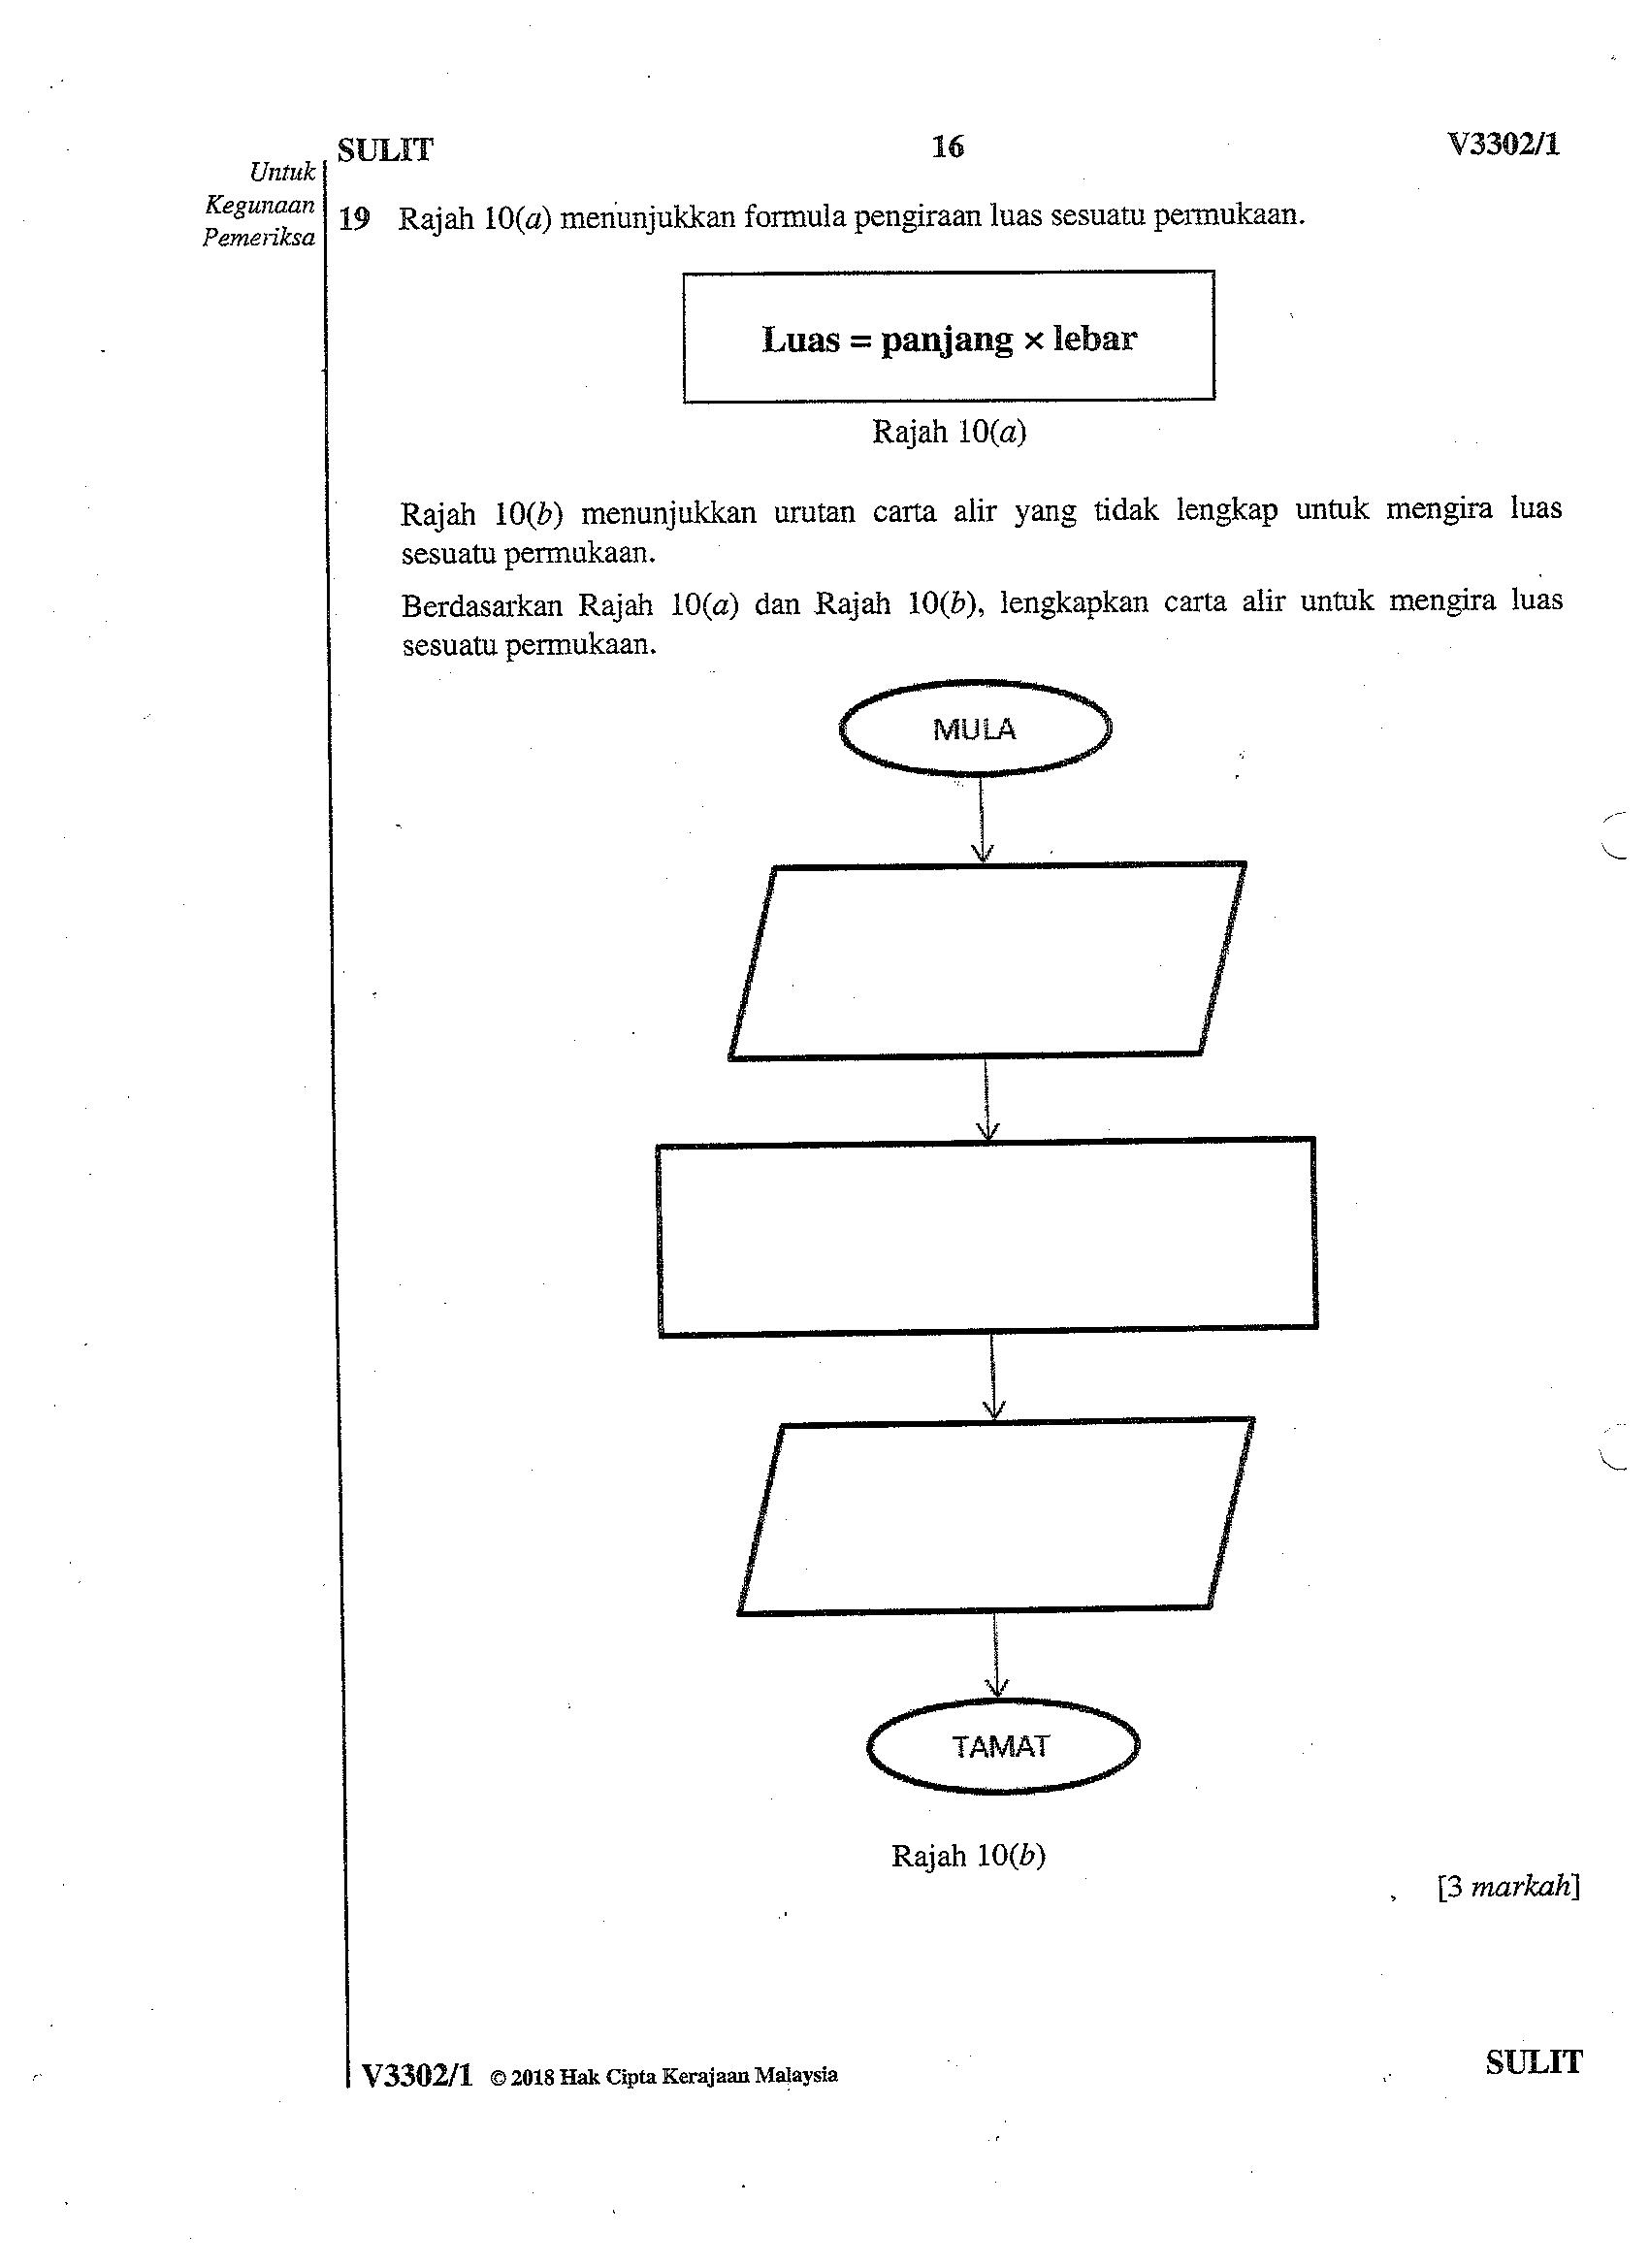 SULIT
16
V3302/1
Untuk
Kegunaan
Pemeriksa
19 Rajah 10(a) menunjukkan formula pengiraan luas sesuatu permukaan.
Luas = panjang × lebar
Rajah 10(a)
Rajah 10(b) menunjukkan urutan carta alir yang tidak lengkap untuk mengira luas
sesuatu permukaan.
Berdasarkan Rajah 10(a) dan Rajah 10(b), lengkapkan carta alir untuk mengira luas
sesuatu permukaan.
MULA
TAMAT
Rajah 10(b)
[3 markah]
V3302/1 © 2018 Hak Cipta Kerajaan Malaysia
SULIT